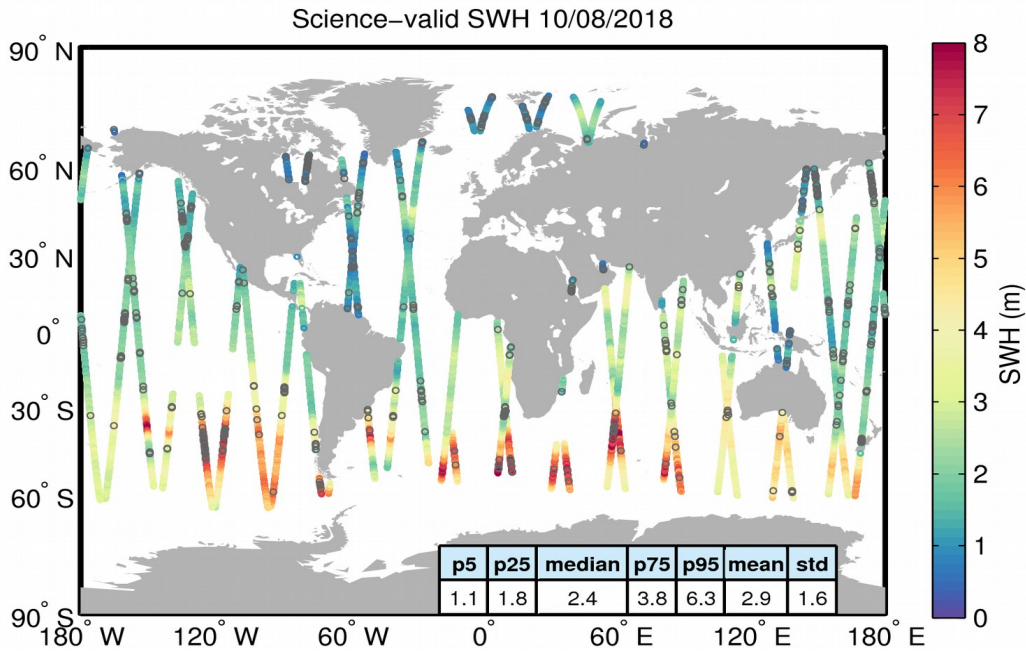 Science−valid SWH 10/08/2018
90° N
60° N
30° N
0°
30° S
60° S
90° S
180° W
120° W
60° W
0°
60° E
120° E
180° E
p5 p25 median p75 p95 mean std
1.1 1.8 2.4 3.8 6.3 2.9 1.6
8
7
6
5
4
3
2
1
0
SWH (m)